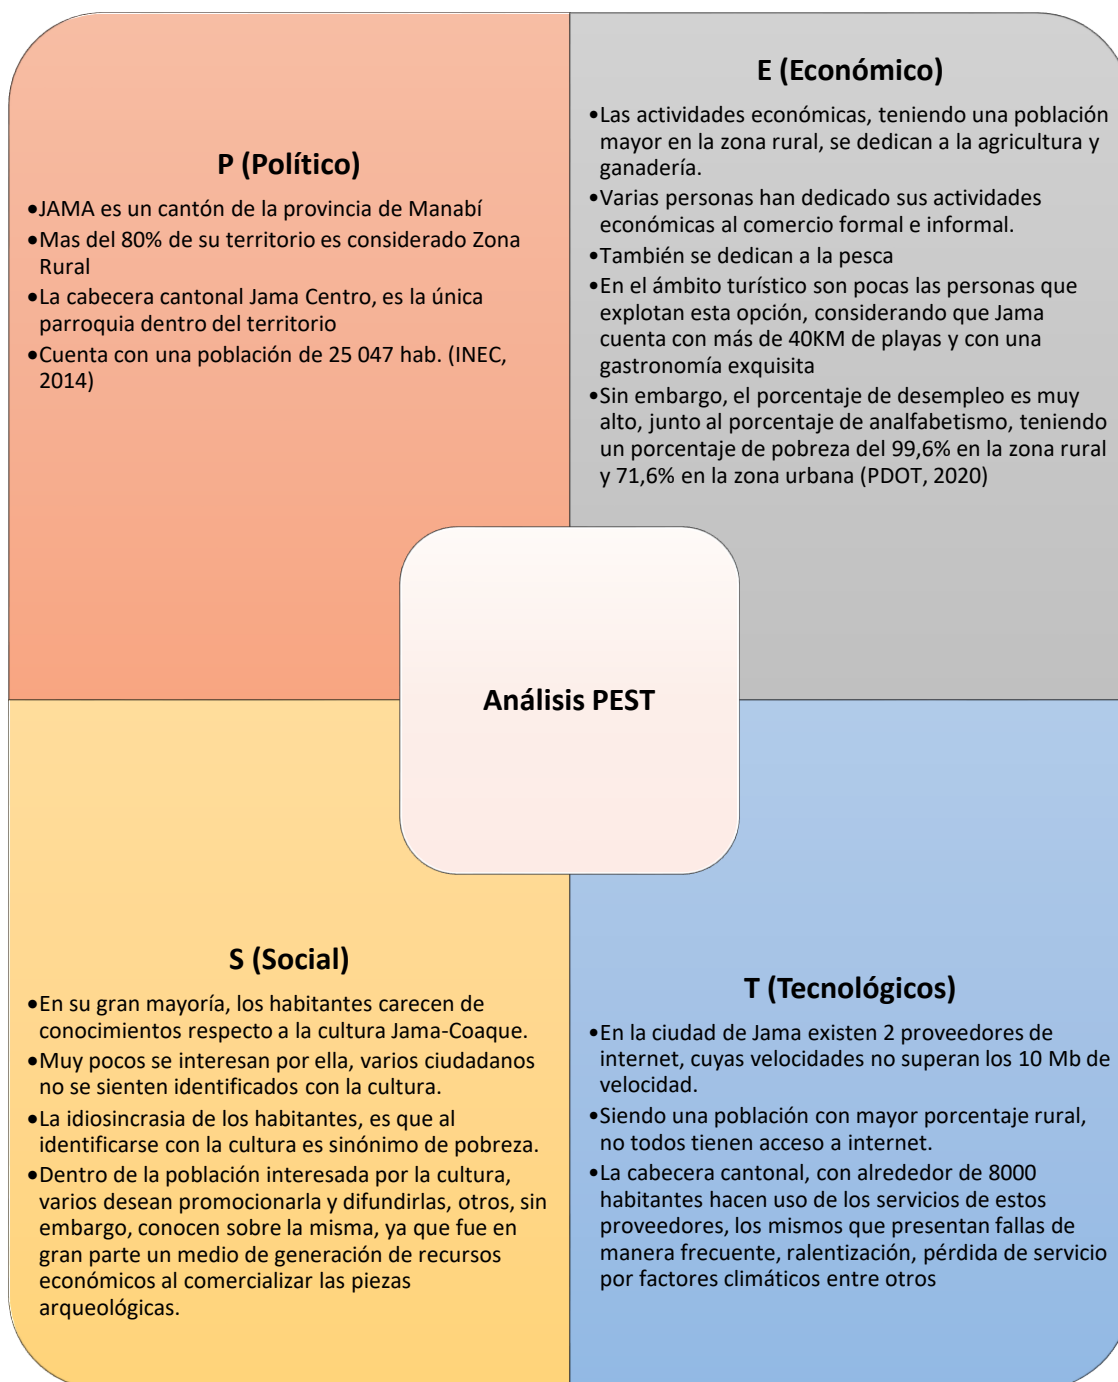 P (Político)
•JAMA es un cantón de la provincia de Manabí
•Mas del 80% de su territorio es considerado Zona
Rural
•La cabecera cantonal Jama Centro, es la única
parroquia dentro del territorio
•Cuenta con una población de 25 047 hab. (INEC,
2014)
E (Económico)
•Las actividades económicas, teniendo una población
mayor en la zona rural, se dedican a la agricultura y
ganadería.
•Varias personas han dedicado sus actividades
económicas al comercio formal e informal.
•También se dedican a la pesca
•En el ámbito turístico son pocas las personas que
explotan esta opción, considerando que Jama
cuenta con más de 40KM de playas y con una
gastronomía exquisita
•Sin embargo, el porcentaje de desempleo es muy
alto, junto al porcentaje de analfabetismo, teniendo
un porcentaje de pobreza del 99,6% en la zona rural
y 71,6% en la zona urbana (PDOT, 2020)
Análisis PEST
S (Social)
•En su gran mayoría, los habitantes carecen de
conocimientos respecto a la cultura Jama-Coaque.
•Muy pocos se interesan por ella, varios ciudadanos
no se sienten identificados con la cultura.
•La idiosincrasia de los habitantes, es que al
identificarse con la cultura es sinónimo de pobreza.
•Dentro de la población interesada por la cultura,
varios desean promocionarla y difundirlas, otros, sin
embargo, conocen sobre la misma, ya que fue en
gran parte un medio de generación de recursos
económicos al comercializar las piezas
arqueológicas.
T (Tecnológicos)
•En la ciudad de Jama existen 2 proveedores de
internet, cuyas velocidades no superan los 10 Mb de
velocidad.
•Siendo una población con mayor porcentaje rural,
no todos tienen acceso a internet.
•La cabecera cantonal, con alrededor de 8000
habitantes hacen uso de los servicios de estos
proveedores, los mismos que presentan fallas de
manera frecuente, ralentización, pérdida de servicio
por factores climáticos entre otros